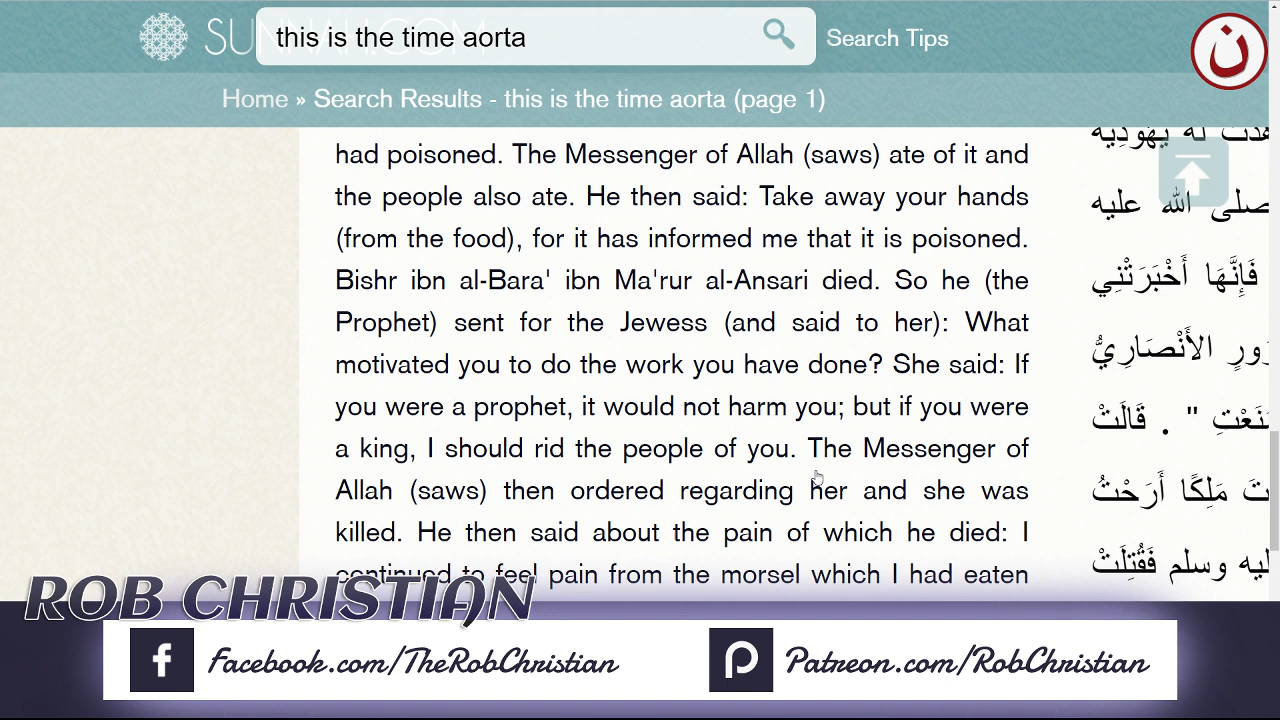 SUNNAH.COM
this is the time aorta
Search Tips
ن
Home » Search Results - this is the time aorta (page 1)
had poisoned. The Messenger of Allah (saws) ate of it and
the people also ate. He then said: Take away your hands
(from the food), for it has informed me that it is poisoned.
Bishr ibn al-Bara' ibn Ma'rur al-Ansari died. So he (the
Prophet) sent for the Jewess (and said to her): What
motivated you to do the work you have done? She said: If
you were a prophet, it would not harm you; but if you were
a king, I should rid the people of you. The Messenger of
Allah (saws) then ordered regarding her and she was
killed. He then said about the pain of which he died: I
continued to feel pain from the morsel which I had eaten
لَهُ يَهُودِيَّة
صلى الله عليه
فَإِنَّهَا أَخْبَرَتْنِي
الأَنْصَارِيُّ
" . قَالَتْ
مَلِكًا أَرَحْتُ
وسلم فَقُتِلَتْ
ROB CHRISTIAN
Facebook.com/TheRobChristian
Patreon.com/RobChristian